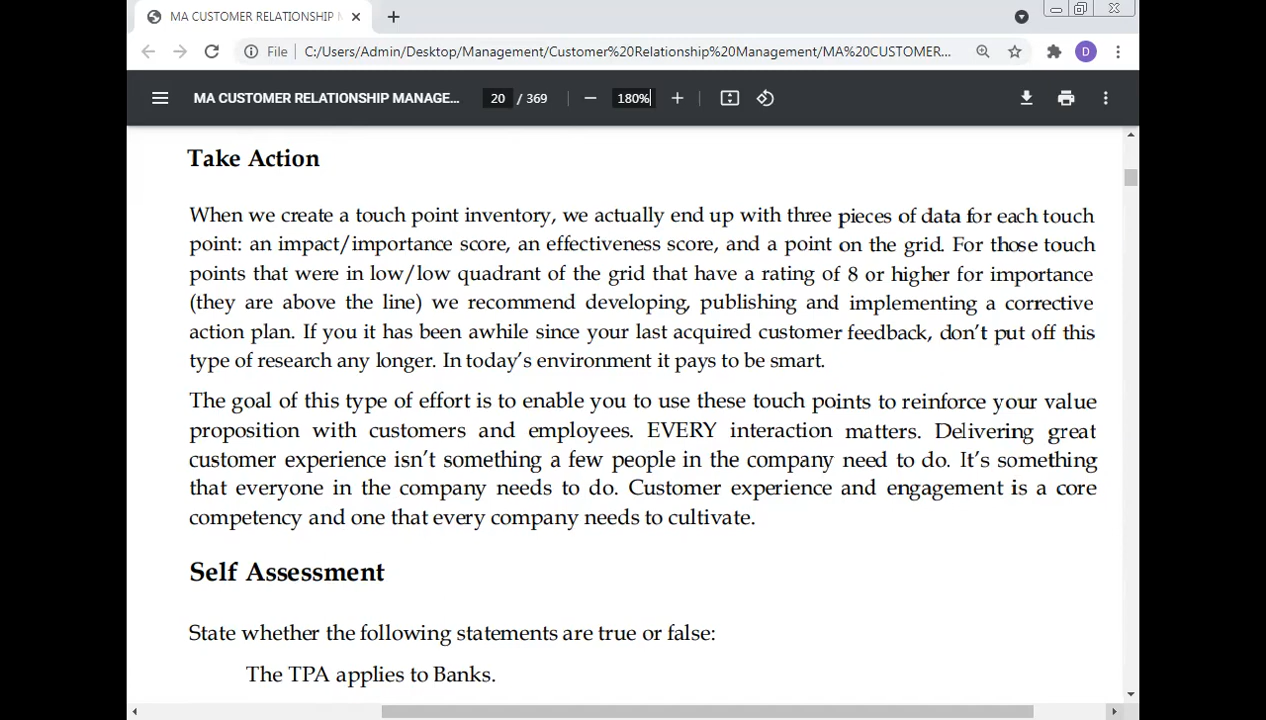 MA CUSTOMER RELATIONSHIP M
File C:/Users/Admin/Desktop/Management/Customer%20Relationship%20Management/MA%20CUSTOMER... D
MA CUSTOMER RELATIONSHIP MANAGE... 20 / 369 180%
Take Action
When we create a touch point inventory, we actually end up with three pieces of data for each touch
point: an impact/importance score, an effectiveness score, and a point on the grid. For those touch
points that were in low/low quadrant of the grid that have a rating of 8 or higher for importance
(they are above the line) we recommend developing, publishing and implementing a corrective
action plan. If you it has been awhile since your last acquired customer feedback, don't put off this
type of research any longer. In today's environment it pays to be smart.
The goal of this type of effort is to enable you to use these touch points to reinforce your value
proposition with customers and employees. EVERY interaction matters. Delivering great
customer experience isn't something a few people in the company need to do. It's something
that everyone in the company needs to do. Customer experience and engagement is a core
competency and one that every company needs to cultivate.
Self Assessment
State whether the following statements are true or false:
The TPA applies to Banks.